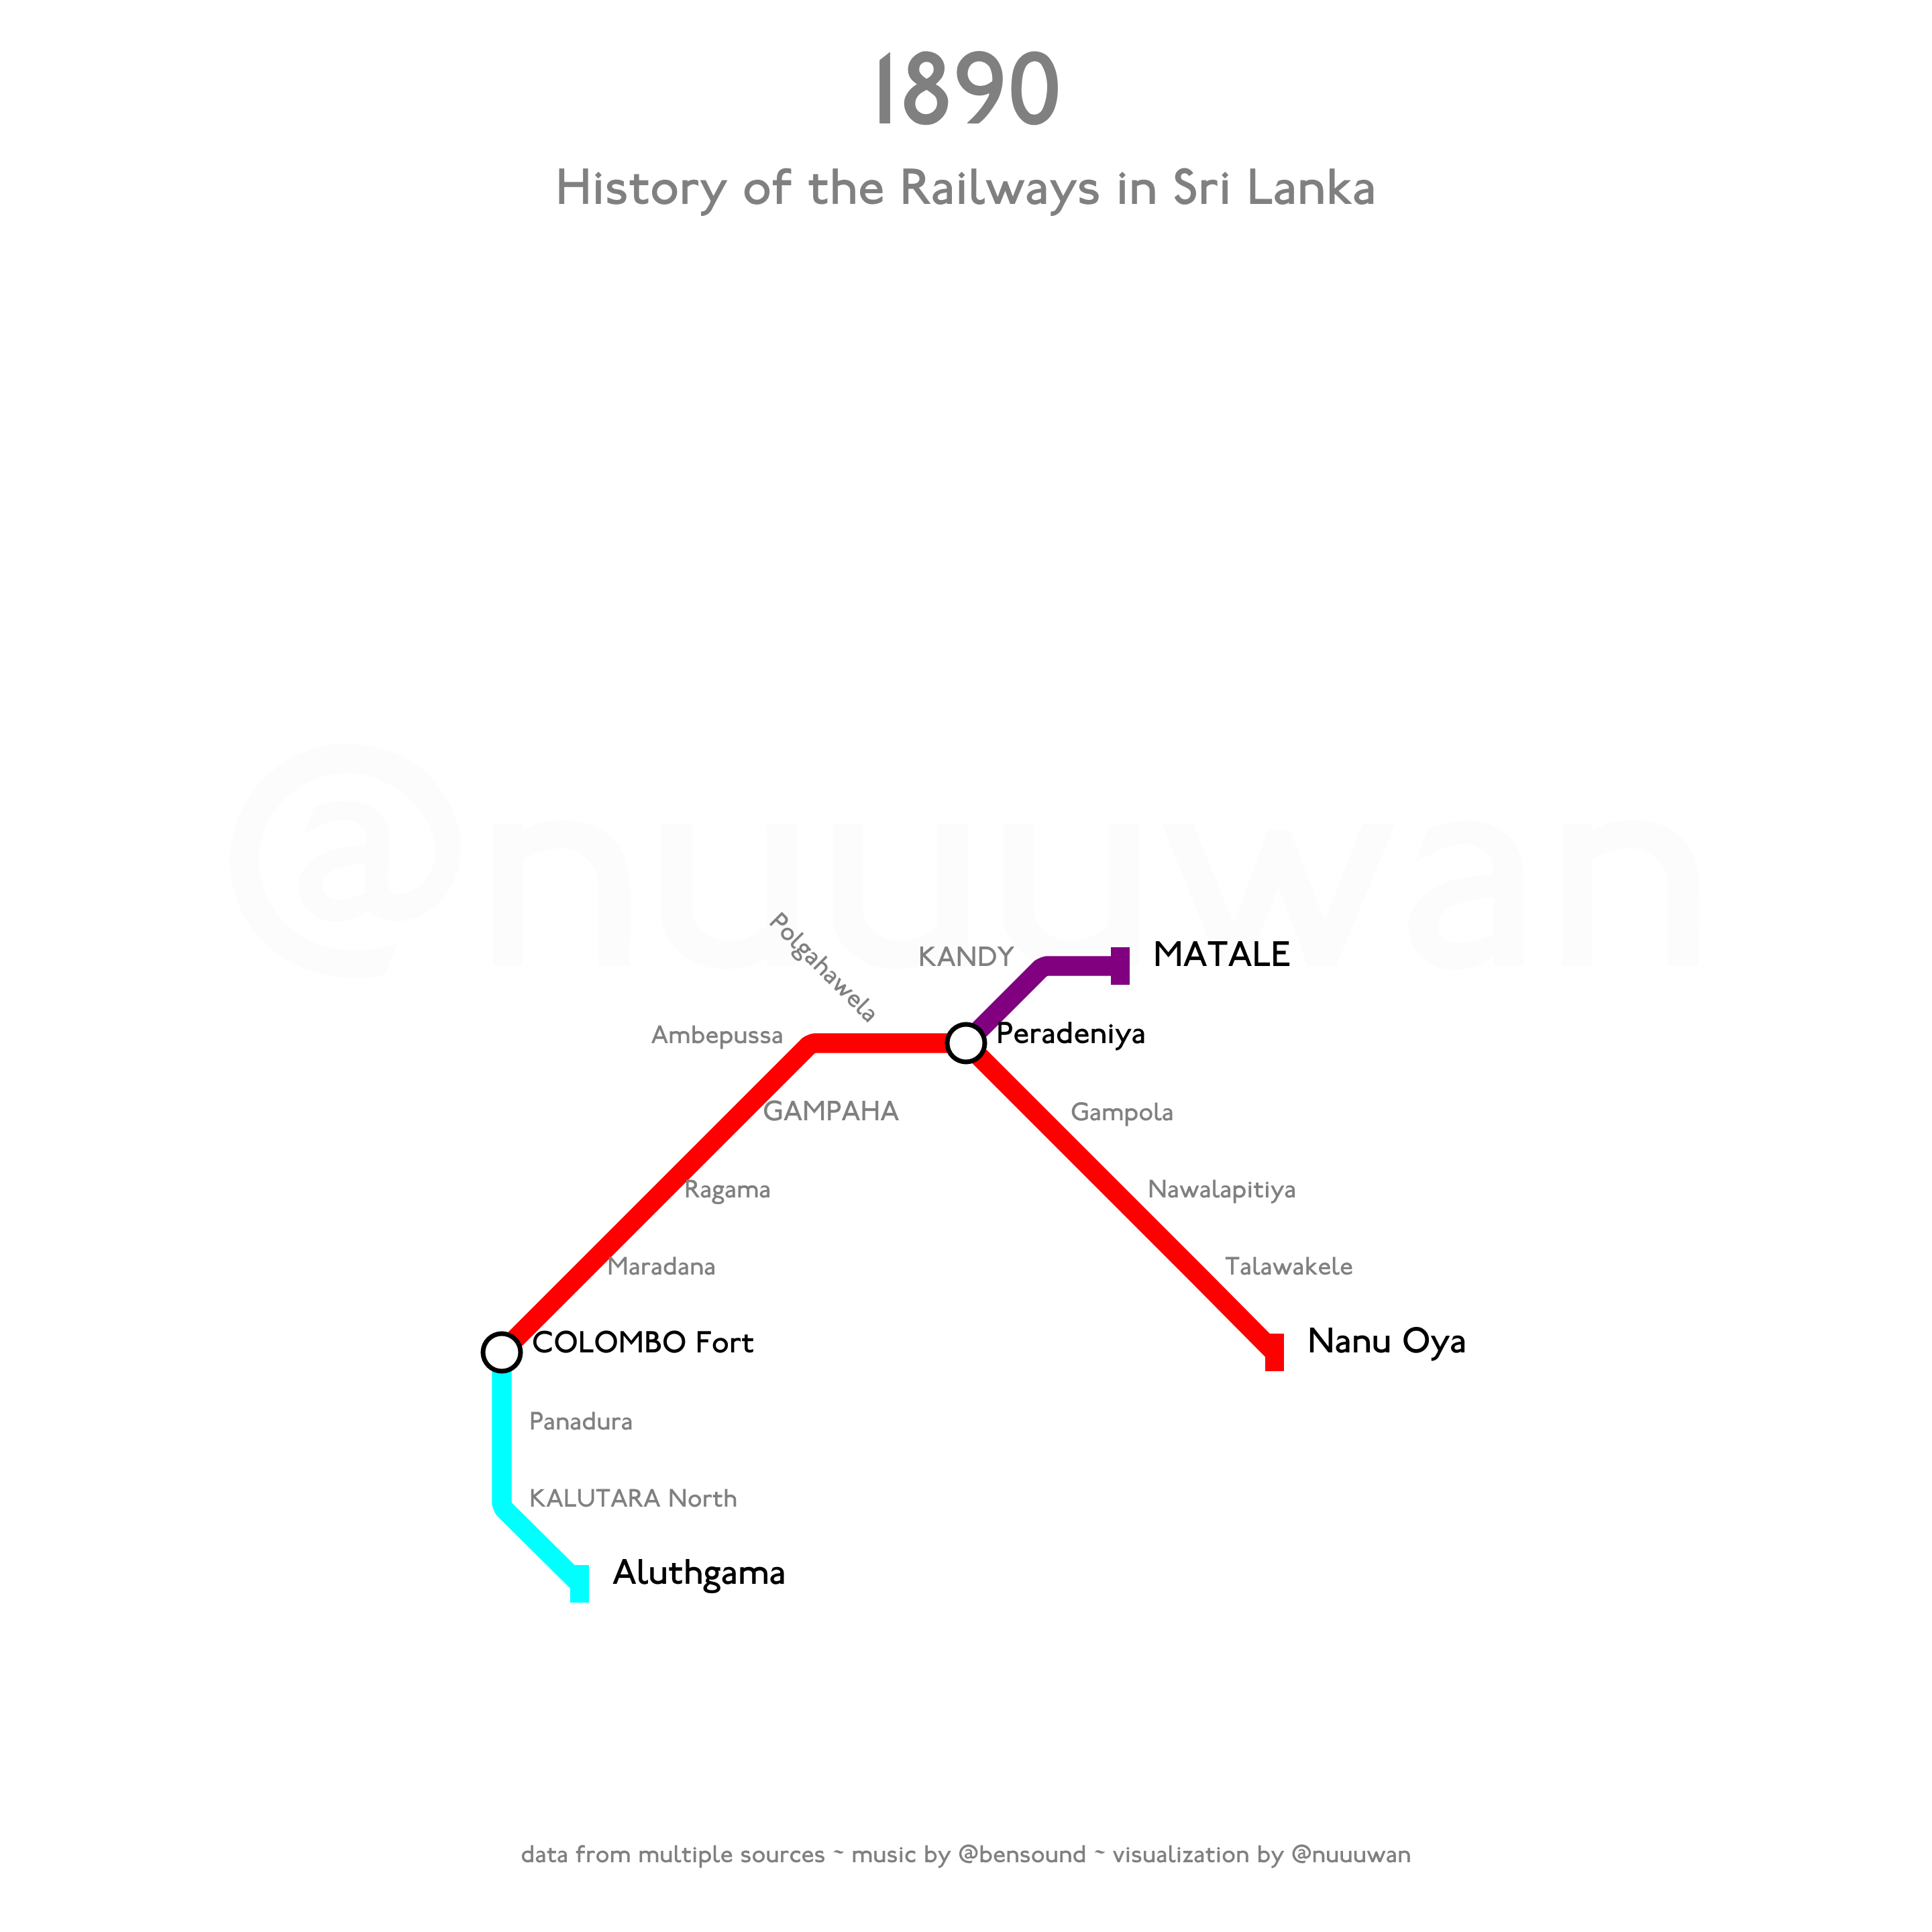 1890
History of the Railways in Sri Lanka
@nuuuwan
Polgahawela
KANDY
MATALE
Ambepussa
Peradeniya
GAMPAHA
Gampola
Ragama
Nawalapitiya
Maradana
Talawakele
COLOMBO Fort
Nanu Oya
Panadura
KALUTARA North
Aluthgama
data from multiple sources ~ music by @bensound ~ visualization by @nuuuwan